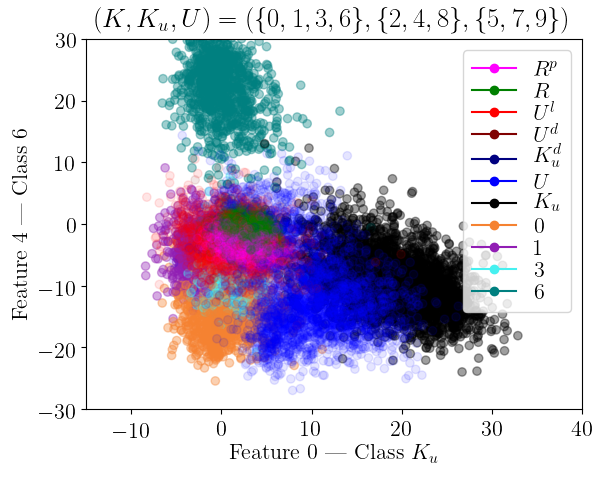 (K, K_u, U) = ({0, 1, 3, 6}, {2, 4, 8}, {5, 7, 9})
Feature 4 — Class 6
30
20
10
0
−10
−20
−30
R^p
R
U^l
U^d
K_u^d
U
K_u
0
1
3
6
−10 0 10 20 30 40
Feature 0 — Class K_u